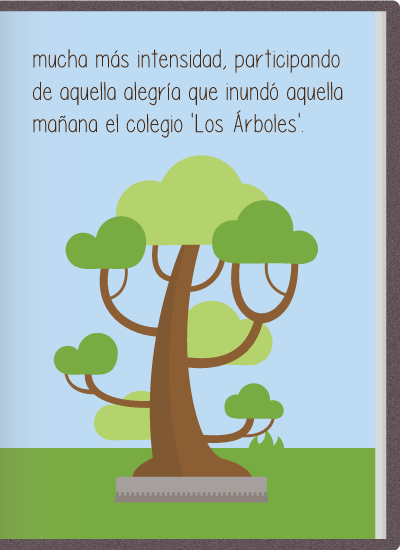 mucha más intensidad, participando
de aquella alegría que inundó aquella
mañana el colegio 'Los Árboles'.